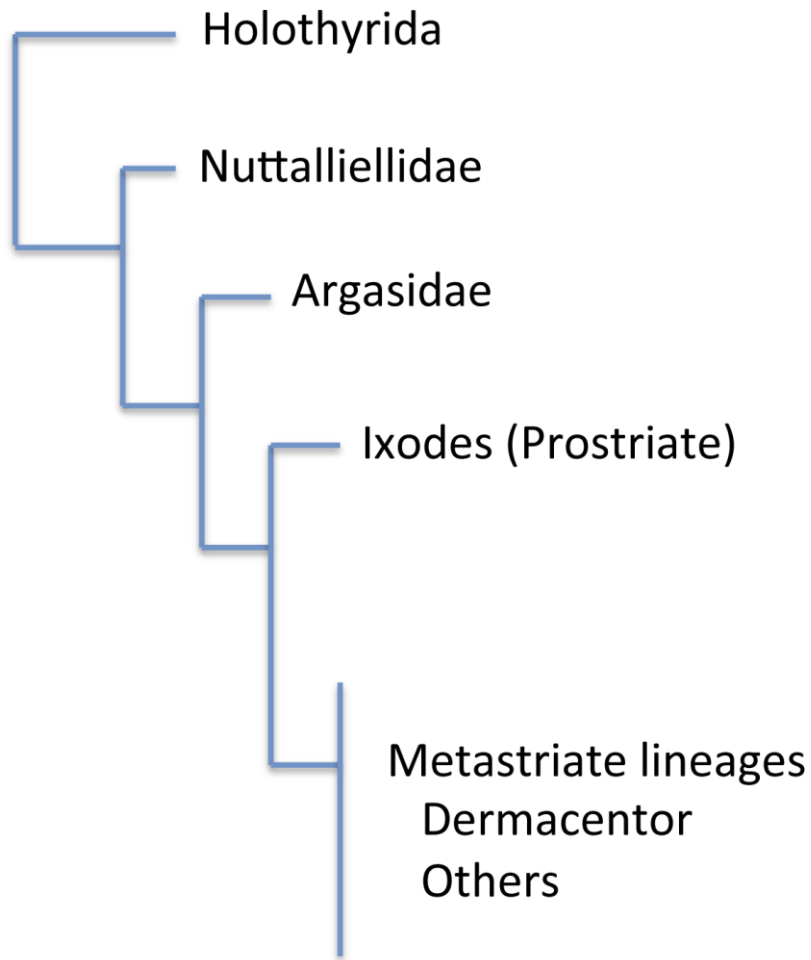 Holothyrida
Nuttalliellidae
Argasidae
Ixodes (Prostriate)
Metastriate lineages
Dermacentor
Others